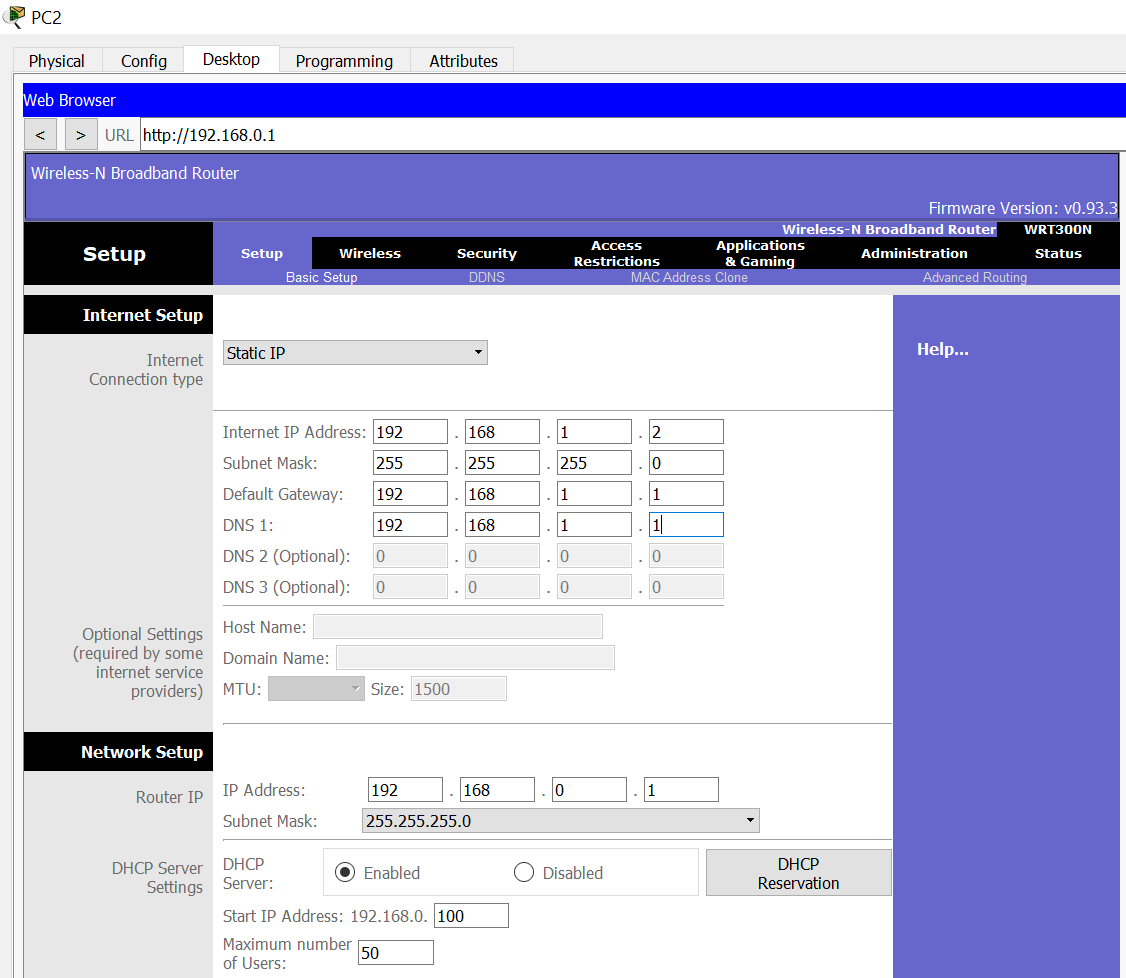 PC2
Physical Config Desktop Programming Attributes
Web Browser
< > URL http://192.168.0.1
Wireless-N Broadband Router
Firmware Version: v0.93.3
Wireless-N Broadband Router WRT300N
Setup Setup Wireless Security Access Restrictions Applications & Gaming Administration Status
Basic Setup DDNS MAC Address Clone Advanced Routing
Internet Setup
Help...
Internet Connection type Static IP
Internet IP Address: 192 . 168 . 1 . 2
Subnet Mask: 255 . 255 . 255 . 0
Default Gateway: 192 . 168 . 1 . 1
DNS 1: 192 . 168 . 1 . 1
DNS 2 (Optional): 0 . 0 . 0 . 0
DNS 3 (Optional): 0 . 0 . 0 . 0
Optional Settings
(required by some
internet service
providers)
Host Name:
Domain Name:
MTU: Size: 1500
Network Setup
Router IP
IP Address: 192 . 168 . 0 . 1
Subnet Mask: 255.255.255.0
DHCP Server
Settings
DHCP Server: Enabled Disabled DHCP Reservation
Start IP Address: 192.168.0. 100
Maximum number
of Users: 50